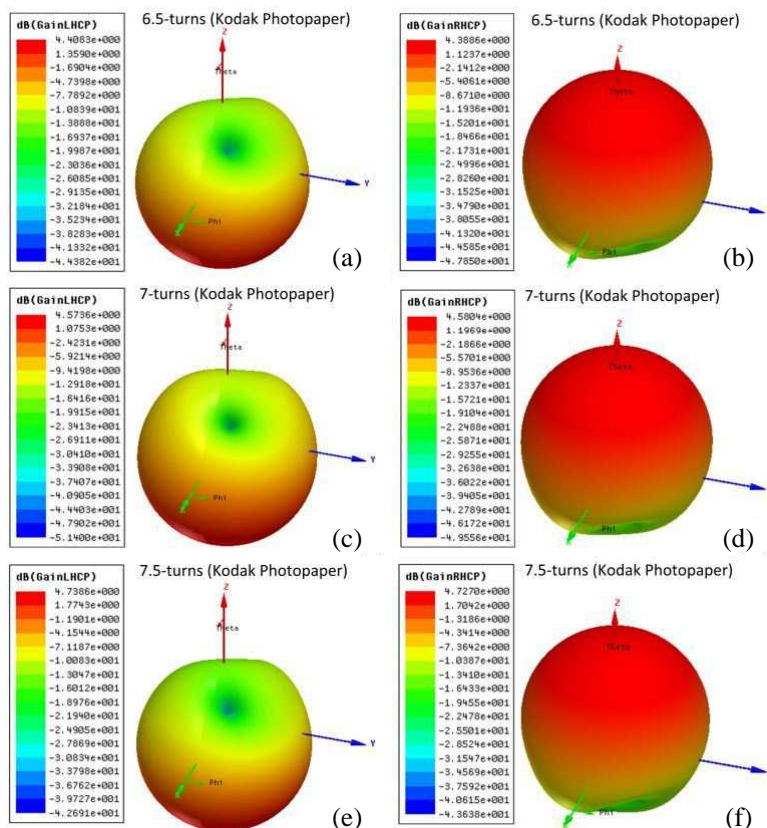 6.5-turns (Kodak Photopaper)
dB(GainLHCP)
4.4083e+000
1.3590e+000
-1.6904e+000
-4.7398e+000
-7.7892e+000
-1.0839e+001
-1.3888e+001
-1.6937e+001
-1.9987e+001
-2.3036e+001
-2.6085e+001
-2.9135e+001
-3.2184e+001
-3.5234e+001
-3.8283e+001
-4.1332e+001
-4.4382e+001
Z
Theta
Y
Phi
(a)
6.5-turns (Kodak Photopaper)
dB(GainRHCP)
4.3886e+000
1.1237e+000
-2.1412e+000
-5.4061e+000
-8.6710e+000
-1.1936e+001
-1.5201e+001
-1.8466e+001
-2.1731e+001
-2.4996e+001
-2.8260e+001
-3.1525e+001
-3.4790e+001
-3.8055e+001
-4.1320e+001
-4.4585e+001
-4.7850e+001
Z
Theta
Phi
(b)
7-turns (Kodak Photopaper)
dB(GainLHCP)
4.5736e+000
1.0753e+000
-2.4231e+000
-5.9214e+000
-9.4198e+000
-1.2918e+001
-1.6416e+001
-1.9915e+001
-2.3413e+001
-2.6911e+001
-3.0410e+001
-3.3908e+001
-3.7407e+001
-4.0905e+001
-4.4403e+001
-4.7902e+001
-5.1400e+001
Z
Theta
Y
Phi
(c)
7-turns (Kodak Photopaper)
dB(GainRHCP)
4.5804e+000
1.1969e+000
-2.1866e+000
-5.5701e+000
-8.9536e+000
-1.2337e+001
-1.5721e+001
-1.9104e+001
-2.2488e+001
-2.5871e+001
-2.9255e+001
-3.2638e+001
-3.6022e+001
-3.9405e+001
-4.2789e+001
-4.6172e+001
-4.9556e+001
Z
Theta
Phi
(d)
7.5-turns (Kodak Photopaper)
dB(GainLHCP)
4.7386e+000
1.7743e+000
-1.1901e+000
-4.1544e+000
-7.1187e+000
-1.0083e+001
-1.3047e+001
-1.6012e+001
-1.8976e+001
-2.1940e+001
-2.4905e+001
-2.7869e+001
-3.0834e+001
-3.3798e+001
-3.6762e+001
-3.9727e+001
-4.2691e+001
Z
Theta
Y
Phi
(e)
7.5-turns (Kodak Photopaper)
dB(GainRHCP)
4.7270e+000
1.7042e+000
-1.3186e+000
-4.3414e+000
-7.3642e+000
-1.0387e+001
-1.3410e+001
-1.6433e+001
-1.9455e+001
-2.2478e+001
-2.5501e+001
-2.8524e+001
-3.1547e+001
-3.4569e+001
-3.7592e+001
-4.0615e+001
-4.3638e+001
Z
Theta
Phi
(f)